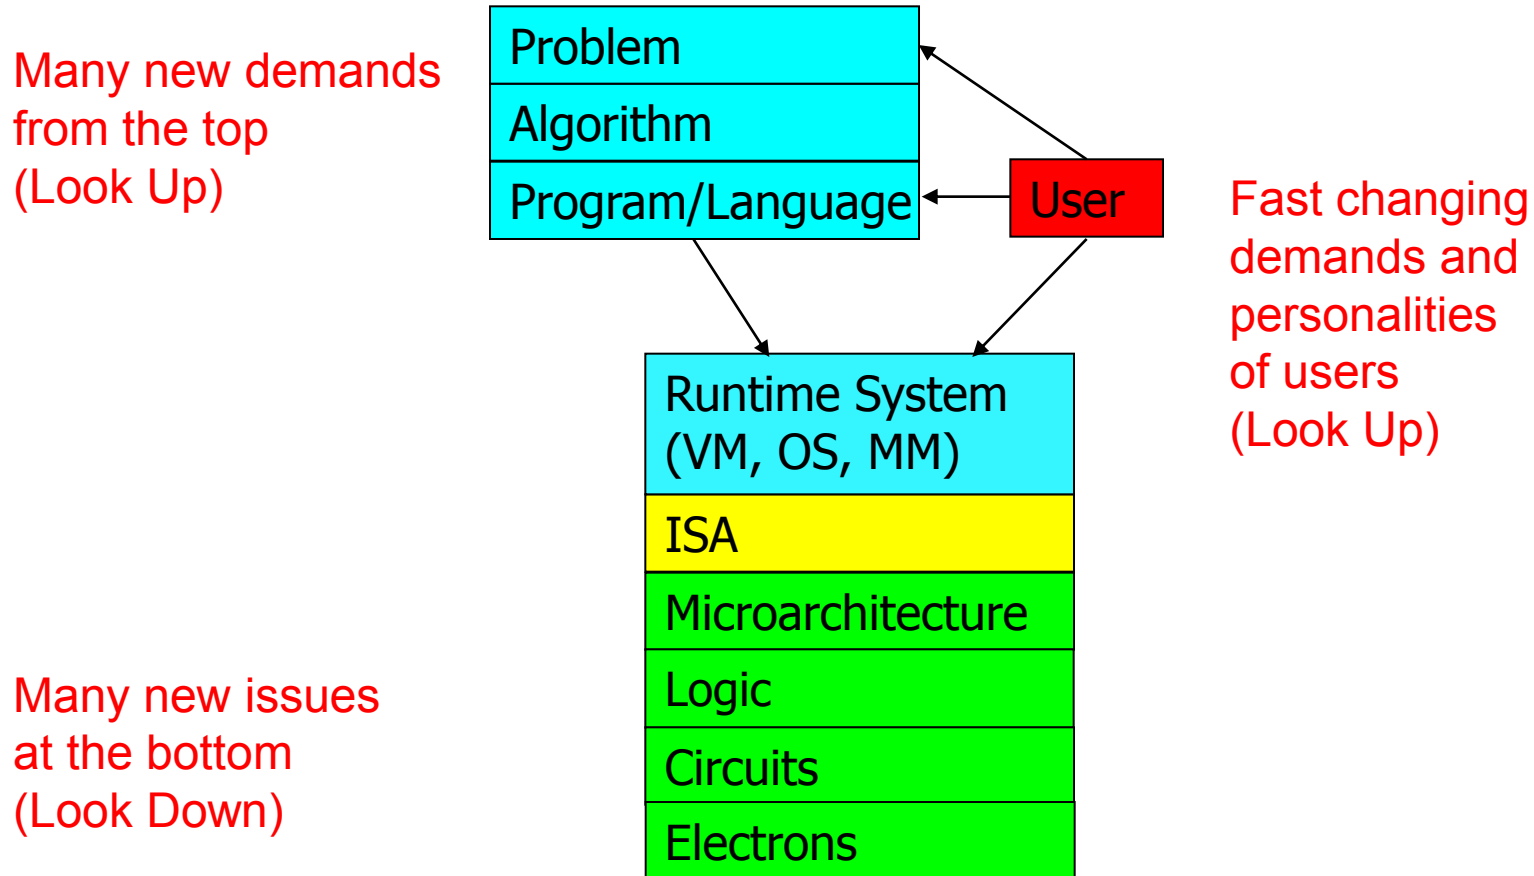 Many new demands
from the top
(Look Up)
Problem
Algorithm
Program/Language
User
Fast changing
demands and
personalities
of users
(Look Up)
Runtime System
(VM, OS, MM)
ISA
Microarchitecture
Logic
Circuits
Electrons
Many new issues
at the bottom
(Look Down)